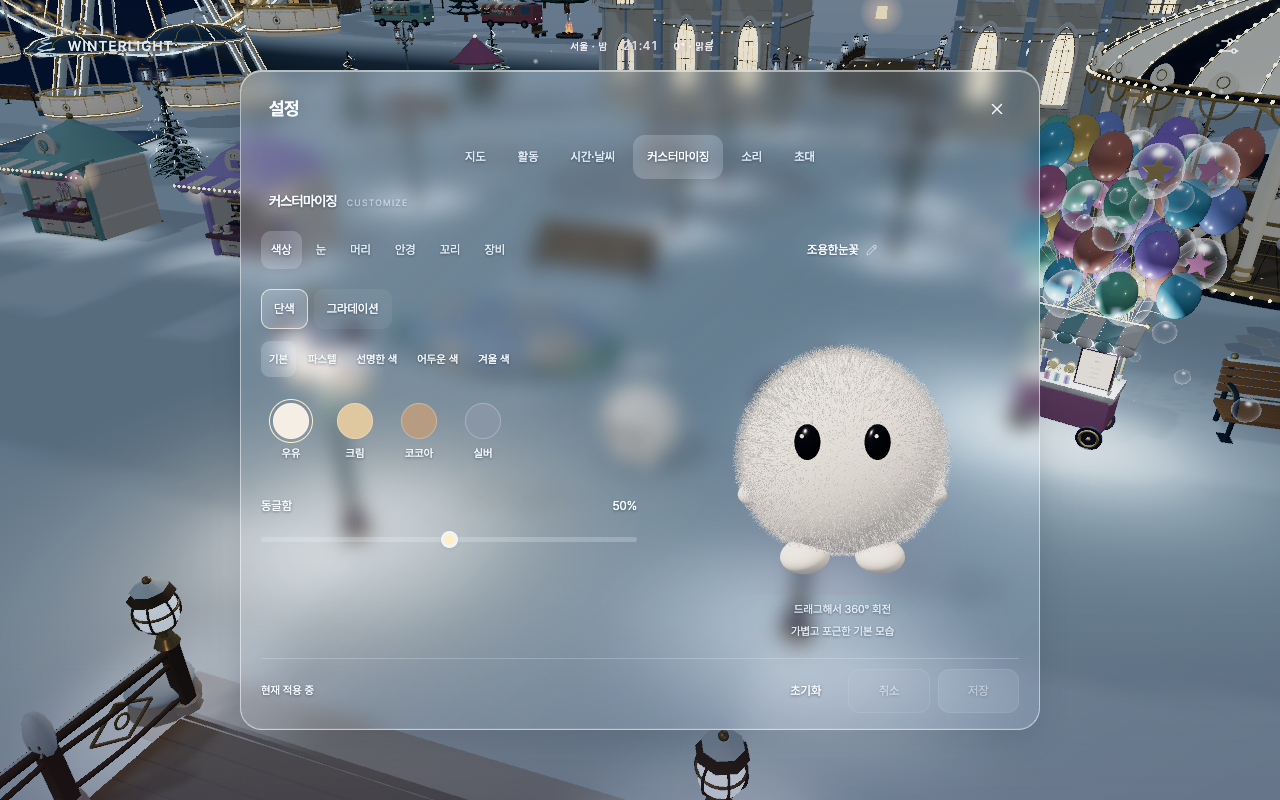 WINTERLIGHT
서울 · 밤 21:41 맑음
설정
지도 활동 시간·날씨 커스터마이징 소리 초대
커스터마이징 CUSTOMIZE
색상 눈 머리 안경 꼬리 장비
조용한눈꽃
단색 그라데이션
기본 파스텔 선명한 색 어두운 색 겨울 색
우유 크림 코코아 실버
둥글함 50%
드래그해서 360° 회전
가볍고 포근한 기본 모습
현재 적용 중 초기화 취소 저장